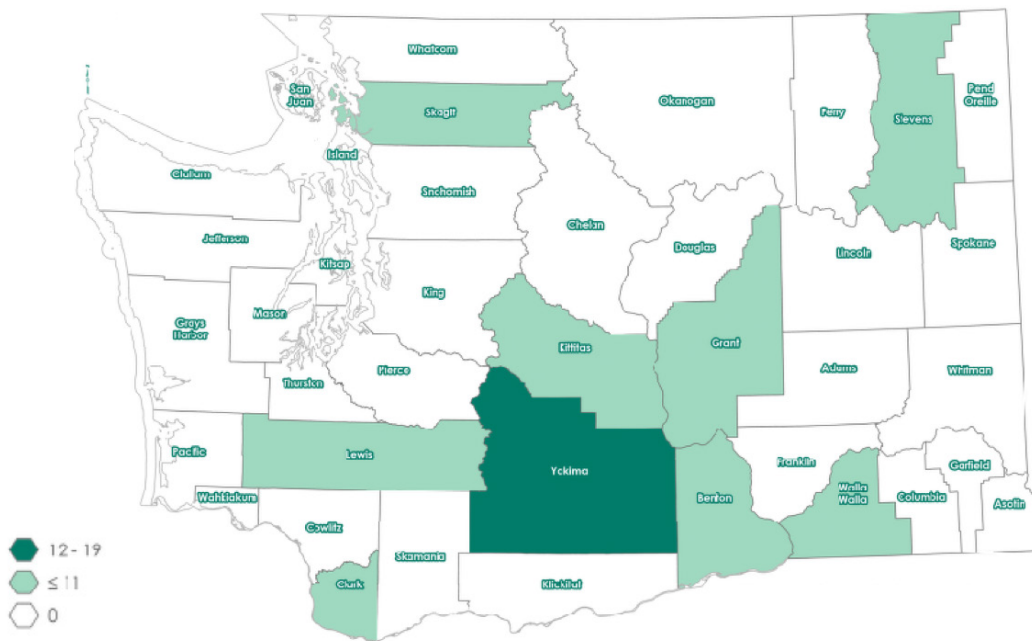 Whatcom
San
Juan
Skagit
Okanogan
Ferry
Stevens
Pend
Oreille
Island
Clallam
Snohomish
Chelan
Jefferson
Douglas
Lincoln
Spokane
Kitsap
King
Mason
Grays
Harbor
Kittitas
Grant
Pierce
Adams
Whitman
Thurston
Pacific
Lewis
Yakima
Franklin
Garfield
Benton
Walla
Walla
Columbia
Asotin
Wahkiakum
Cowlitz
Skamania
Clark
Klickitat
12 - 19
≤ 11
0